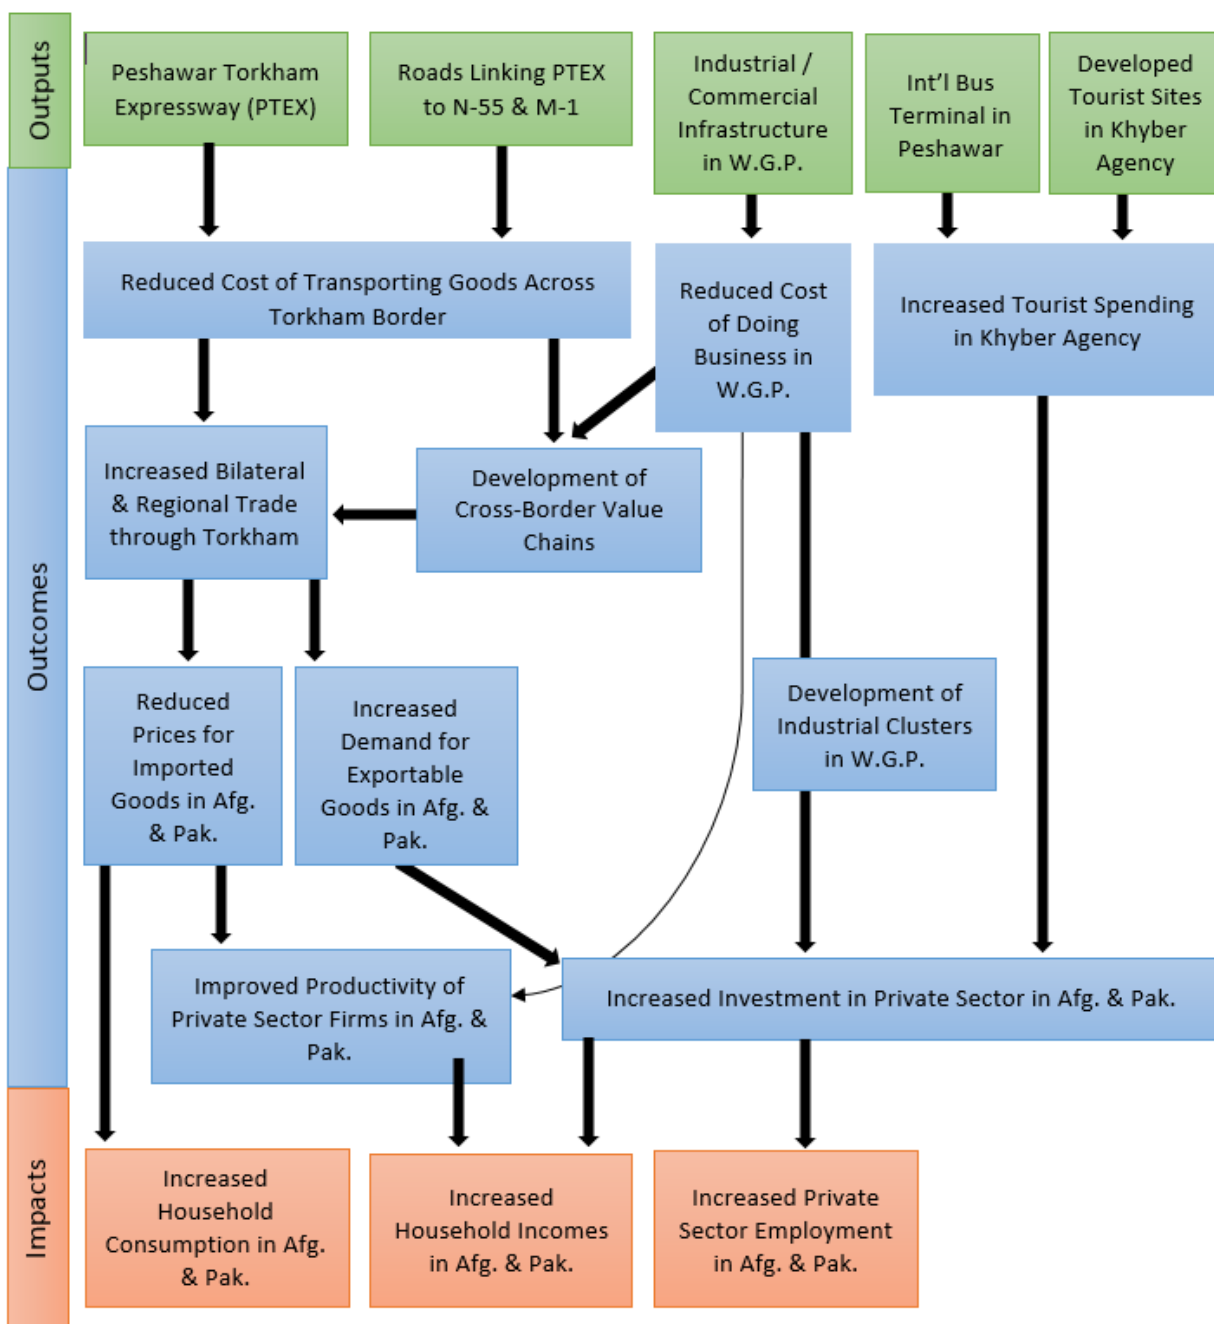 Outputs
Peshawar Torkham
Expressway (PTEX)
Roads Linking PTEX
to N-55 & M-1
Industrial /
Commercial
Infrastructure
in W.G.P.
Int'l Bus
Terminal in
Peshawar
Developed
Tourist Sites
in Khyber
Agency
Outcomes
Reduced Cost of Transporting Goods Across
Torkham Border
Reduced Cost
of Doing
Business in
W.G.P.
Increased Tourist Spending
in Khyber Agency
Increased Bilateral
& Regional Trade
through Torkham
Development of
Cross-Border Value
Chains
Reduced
Prices for
Imported
Goods in Afg.
& Pak.
Increased
Demand for
Exportable
Goods in Afg. &
Pak.
Development of
Industrial Clusters
in W.G.P.
Improved Productivity of
Private Sector Firms in Afg. &
Pak.
Increased Investment in Private Sector in Afg. & Pak.
Impacts
Increased
Household
Consumption in Afg.
& Pak.
Increased
Household Incomes
in Afg. & Pak.
Increased Private
Sector Employment
in Afg. & Pak.